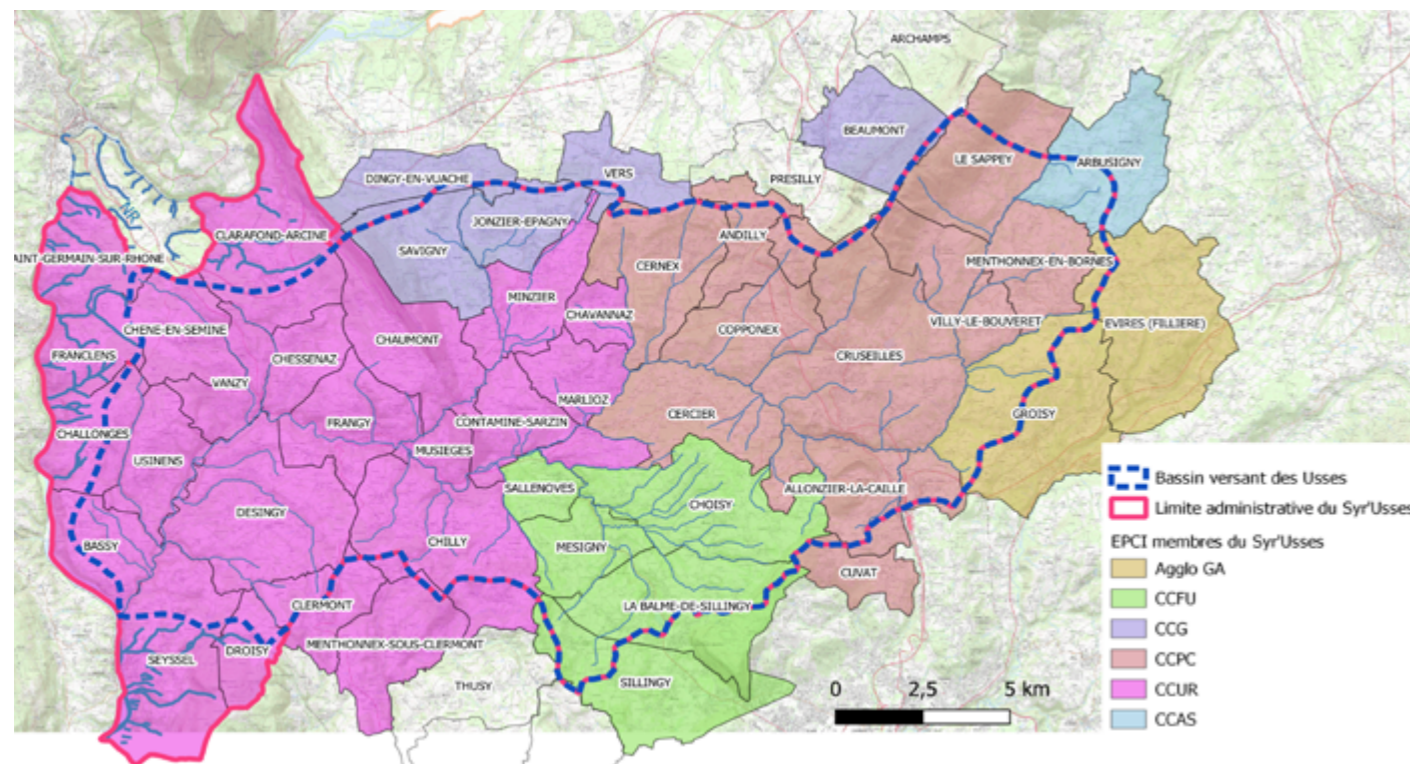 ARCHAMPS
BEAUMONT
LE SAPPEY
ARBUSIGNY
VERS
PRESILLY
DINGY-EN-VUACHE
JONZIER-EPAGNY
NR
CLARAFOND-ARCINE
ANDILLY
SAVIGNY
AINT-GERMAIN-SUR-RHONE
CERNEX
MENTHONNEX-EN-BORNES
MINZIER
CHAVANNAZ
CHENE-EN-SEMINE
COPPONEX
VILLY-LE-BOUVERET
EVIRES (FILLIERE)
CHAUMONT
FRANCLENS
CHESSENAZ
CRUSEILLES
VANZY
MARLIOZ
CERCIER
GROISY
FRANGY
CONTAMINE-SARZIN
CHALLONGES
MUSIEGES
USINENS
SALLENOVES
ALLONZIER-LA-CAILLE
CHOISY
DESINGY
CHILLY
BASSY
MESIGNY
CUVAT
CLERMONT
LA BALME-DE-SILLINGY
MENTHONNEX-SOUS-CLERMONT
DROISY
SEYSSEL
THUSY
SILLINGY
0 2,5 5 km
Bassin versant des Usses
Limite administrative du Syr'Usses
EPCI membres du Syr'Usses
Agglo GA
CCFU
CCG
CCPC
CCUR
CCAS